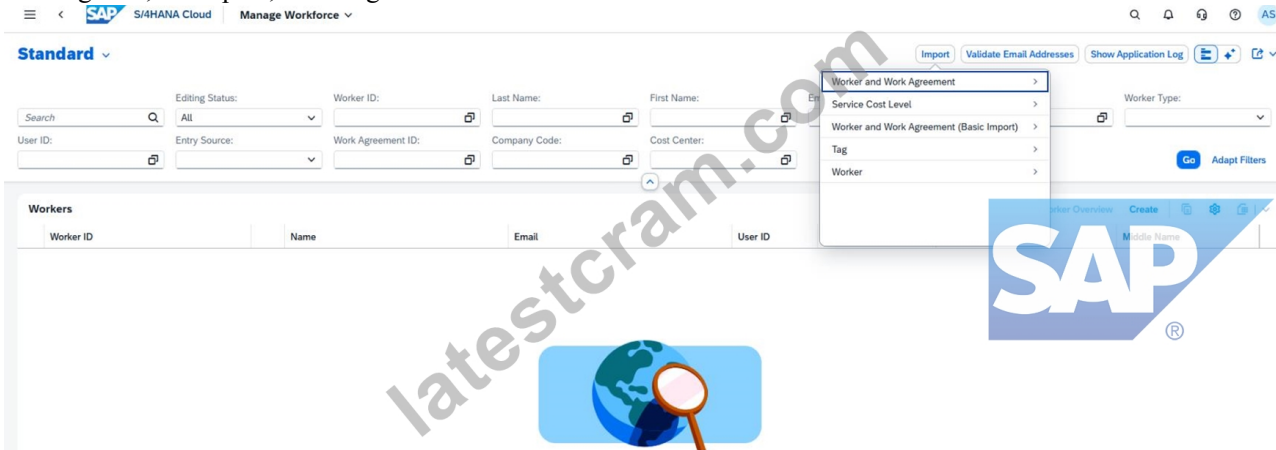 SAP S/4HANA Cloud Manage Workforce
AS
Standard
Import Validate Email Addresses Show Application Log
Worker and Work Agreement
Service Cost Level
Worker and Work Agreement (Basic Import)
Tag
Worker
Editing Status: Worker ID: Last Name: First Name: Worker Type:
Search All
User ID: Entry Source: Work Agreement ID: Company Code: Cost Center:
Go Adapt Filters
Workers
Overview Create
Worker ID Name Email User ID Middle Name
SAP
®
latestcram.com